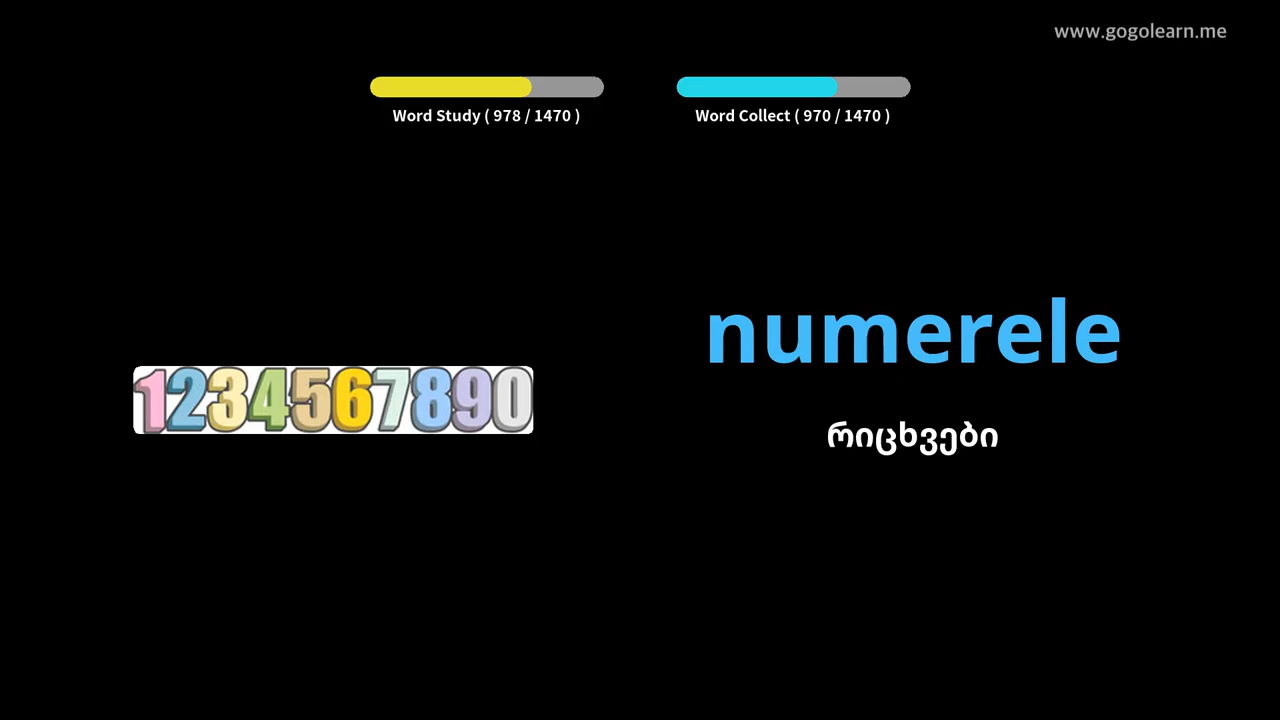 www.gogolearn.me
Word Study ( 978 / 1470 )
Word Collect ( 970 / 1470 )
numerele
1234567890
რიცხვები